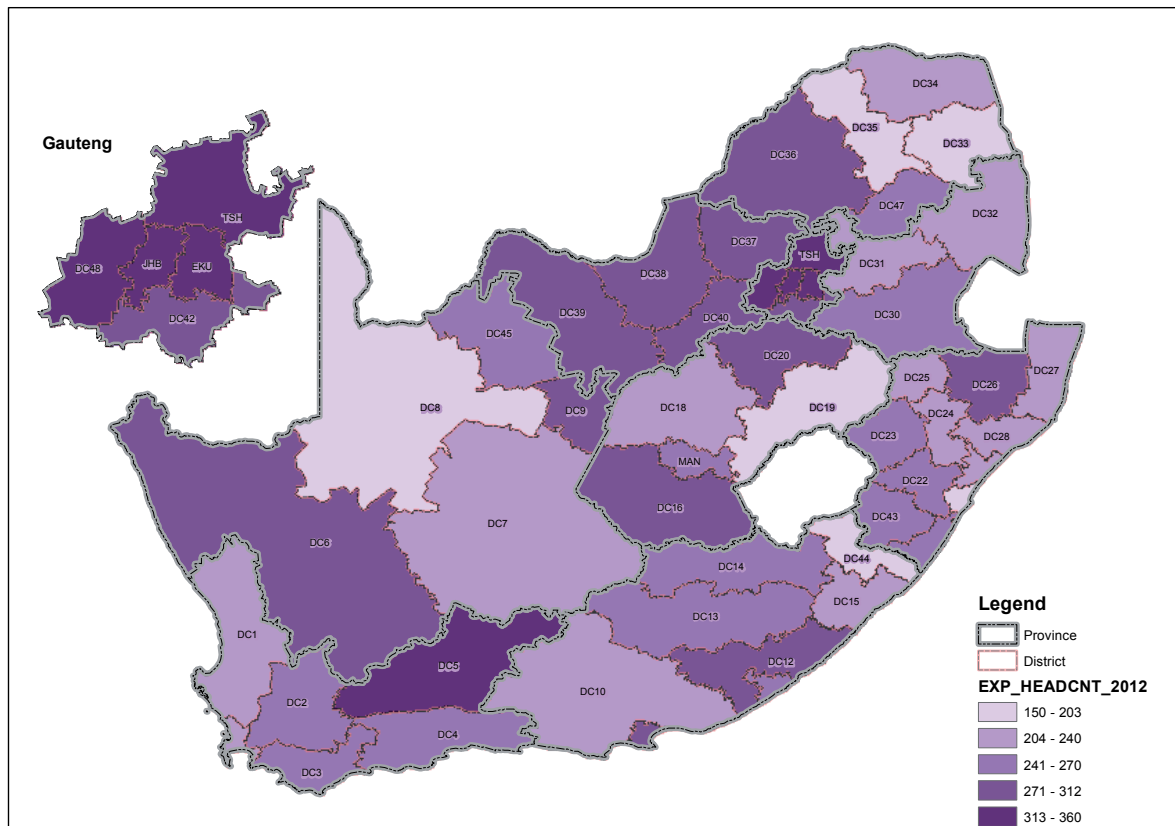 Gauteng
TSH
DC48
JHB
EKU
DC42
DC34
DC35
DC33
DC36
DC47
DC32
DC37
TSH
DC31
DC38
DC39
DC40
DC30
DC45
DC20
DC25
DC26
DC27
DC8
DC9
DC18
DC19
DC24
DC23
DC28
MAN
DC22
DC16
DC43
DC7
DC6
DC44
DC14
DC15
DC13
DC1
DC5
DC12
DC10
DC2
DC4
DC3
Legend
Province
District
EXP_HEADCNT_2012
150 - 203
204 - 240
241 - 270
271 - 312
313 - 360